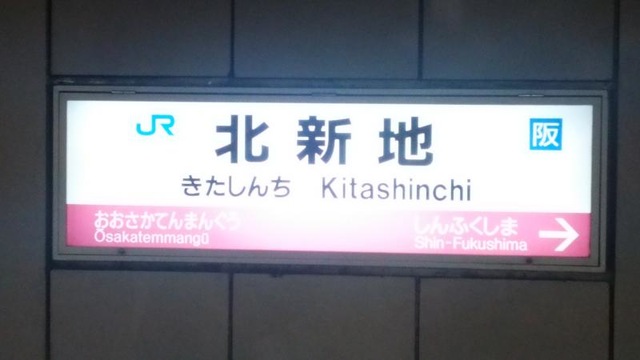 JR 北新地 阪
きたしんち Kitashinchi
おおさかてんまんぐう しんふくしま
Ōsakatemmangū Shin-Fukushima